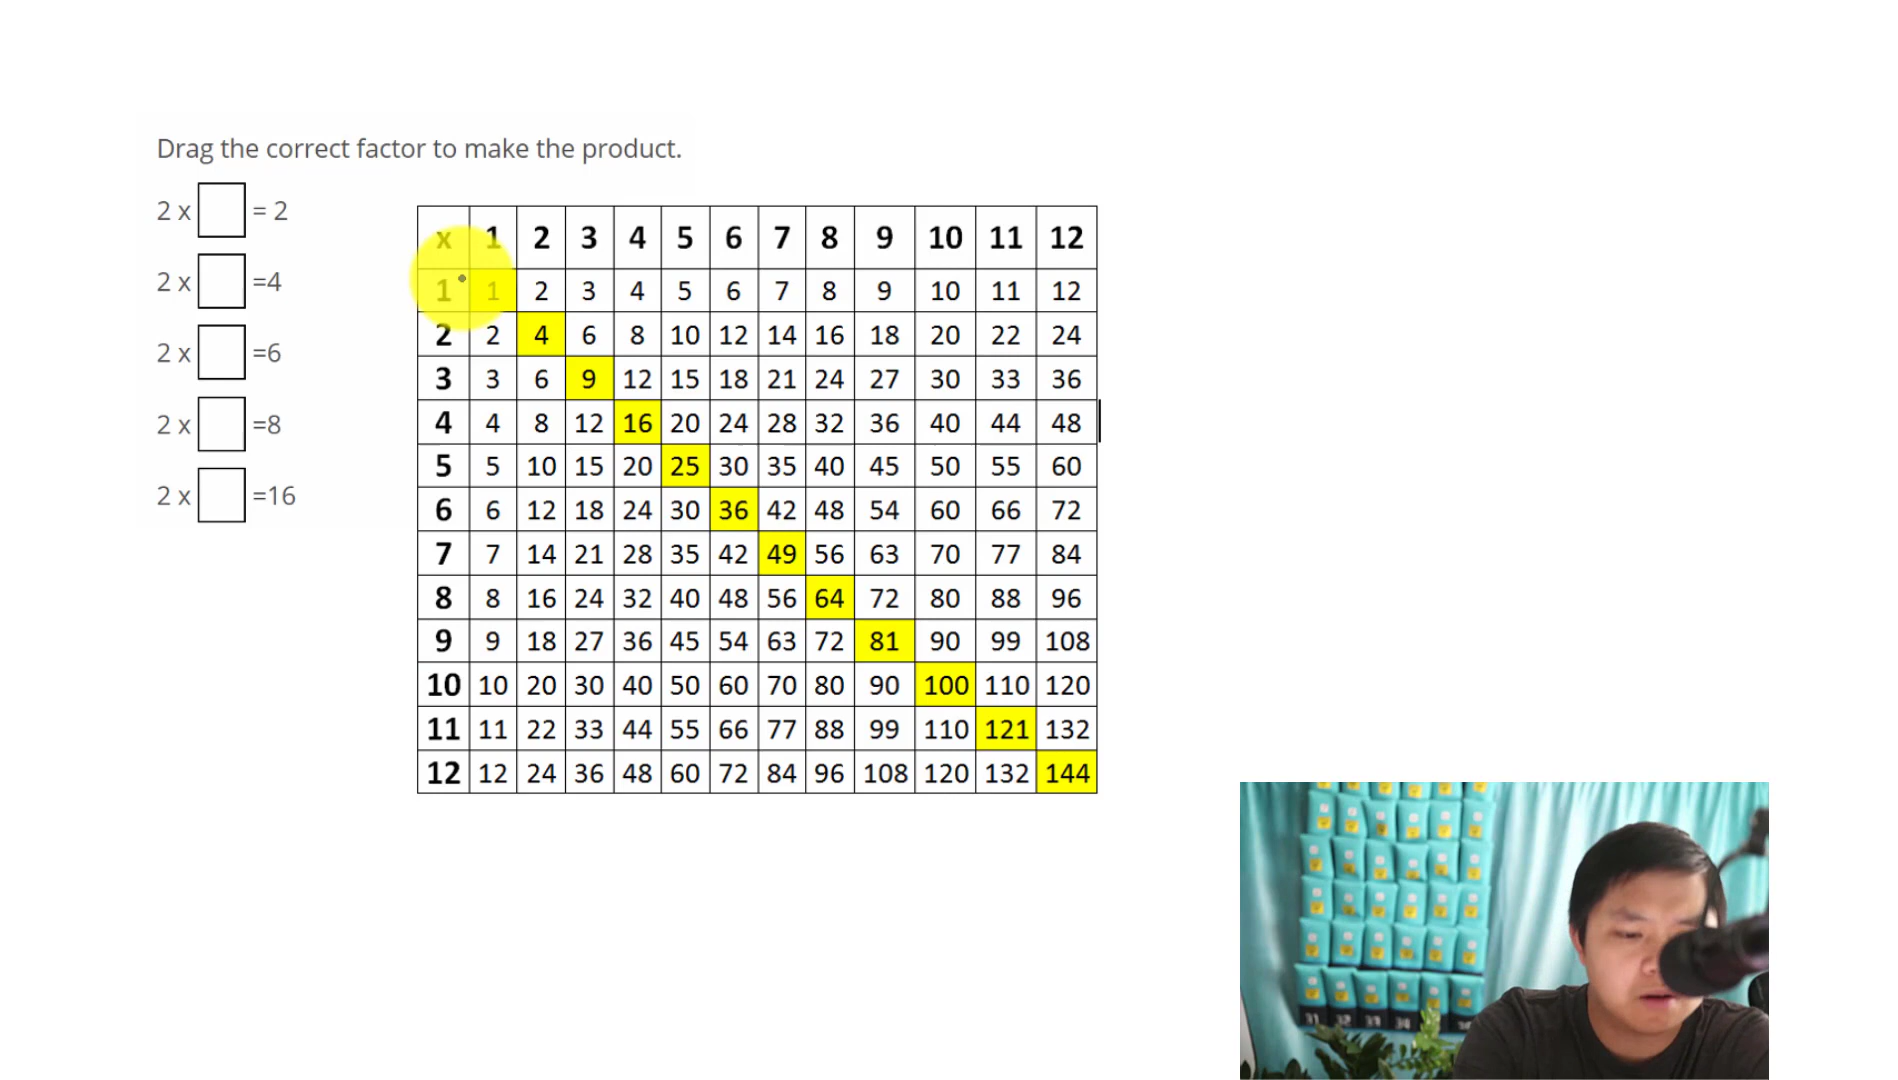 Drag the correct factor to make the product.
2 x = 2
2 x =4
2 x =6
2 x =8
2 x =16
x 1 2 3 4 5 6 7 8 9 10 11 12
1 1 2 3 4 5 6 7 8 9 10 11 12
2 2 4 6 8 10 12 14 16 18 20 22 24
3 3 6 9 12 15 18 21 24 27 30 33 36
4 4 8 12 16 20 24 28 32 36 40 44 48
5 5 10 15 20 25 30 35 40 45 50 55 60
6 6 12 18 24 30 36 42 48 54 60 66 72
7 7 14 21 28 35 42 49 56 63 70 77 84
8 8 16 24 32 40 48 56 64 72 80 88 96
9 9 18 27 36 45 54 63 72 81 90 99 108
10 10 20 30 40 50 60 70 80 90 100 110 120
11 11 22 33 44 55 66 77 88 99 110 121 132
12 12 24 36 48 60 72 84 96 108 120 132 144
31 32 33 34